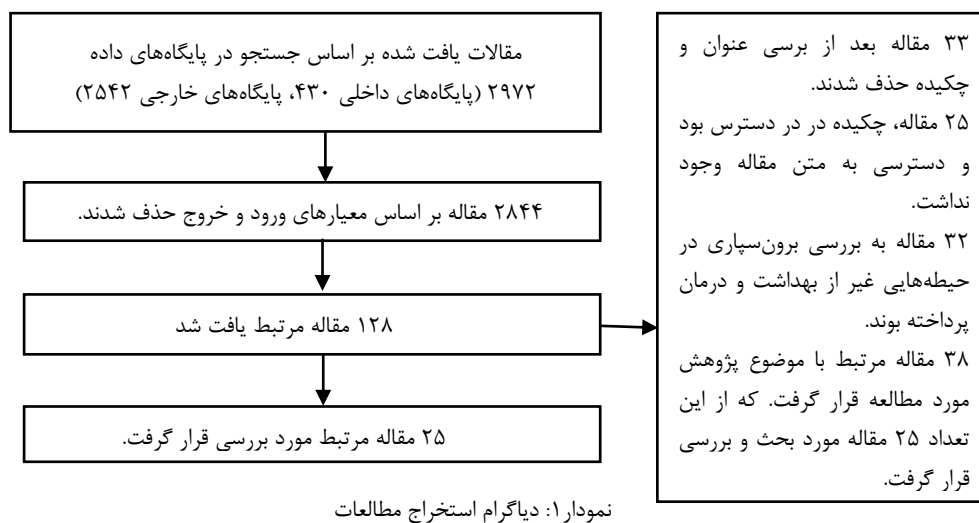 مقالات یافت شده بر اساس جستجو در پایگاه‌های داده
۲۹۷۲ (پایگاه‌های داخلی ۴۳۰، پایگاه‌های خارجی ۲۵۴۲)
۲۸۴۴ مقاله بر اساس معیارهای ورود و خروج حذف شدند.
۱۲۸ مقاله مرتبط یافت شد
۲۵ مقاله مرتبط مورد بررسی قرار گرفت.
۳۳ مقاله بعد از برسی عنوان و
چکیده حذف شدند.
۲۵ مقاله، چکیده در در دسترس بود
و دسترسی به متن مقاله وجود
نداشت.
۳۲ مقاله به بررسی برون‌سپاری در
حیطه‌هایی غیر از بهداشت و درمان
پرداخته بوند.
۳۸ مقاله مرتبط با موضوع پژوهش
مورد مطالعه قرار گرفت. که از این
تعداد ۲۵ مقاله مورد بحث و بررسی
قرار گرفت.
نمودار۱: دیاگرام استخراج مطالعات